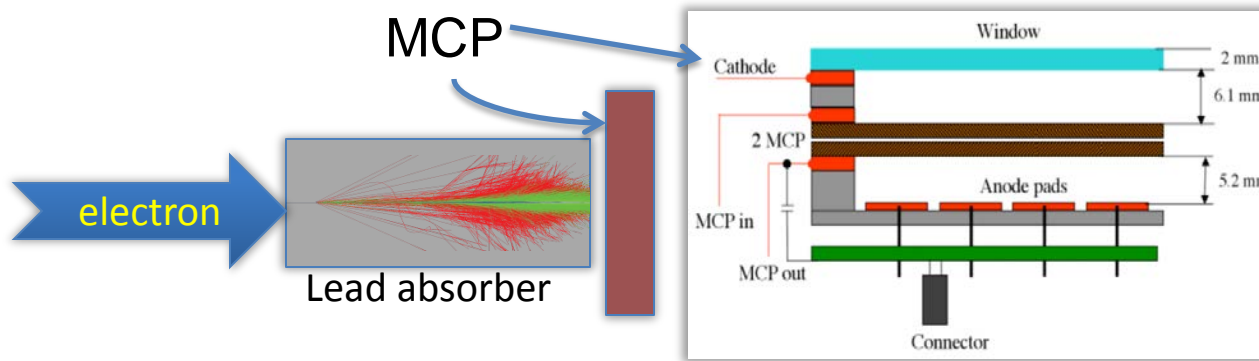 MCP
electron
Lead absorber
Window
Cathode
2 mm
6.1 mm
2 MCP
5.2 mm
Anode pads
MCP in
MCP out
Connector